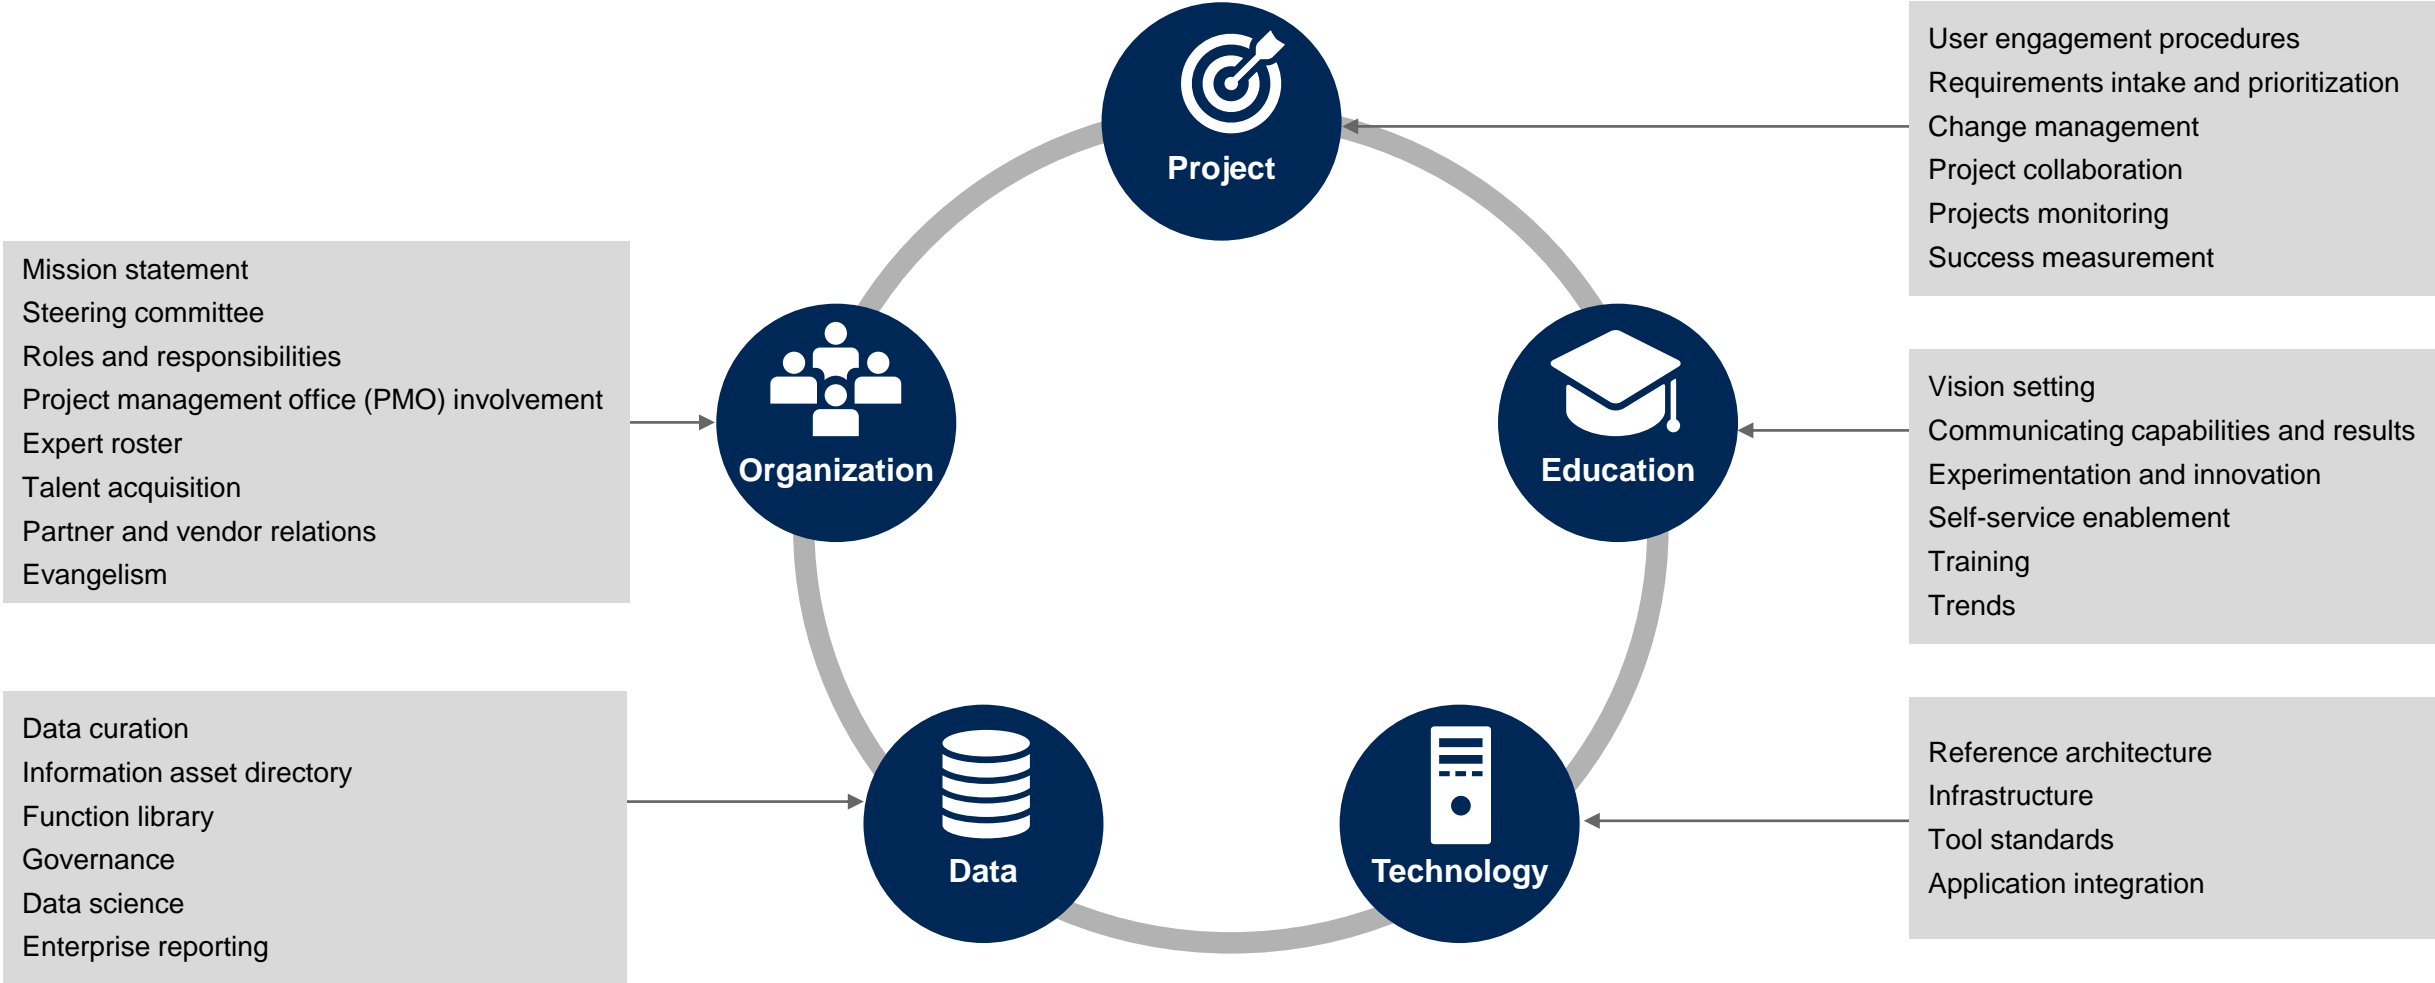 Project
User engagement procedures
Requirements intake and prioritization
Change management
Project collaboration
Projects monitoring
Success measurement
Mission statement
Steering committee
Roles and responsibilities
Project management office (PMO) involvement
Expert roster
Talent acquisition
Partner and vendor relations
Evangelism
Organization
Education
Vision setting
Communicating capabilities and results
Experimentation and innovation
Self-service enablement
Training
Trends
Data curation
Information asset directory
Function library
Governance
Data science
Enterprise reporting
Data
Technology
Reference architecture
Infrastructure
Tool standards
Application integration